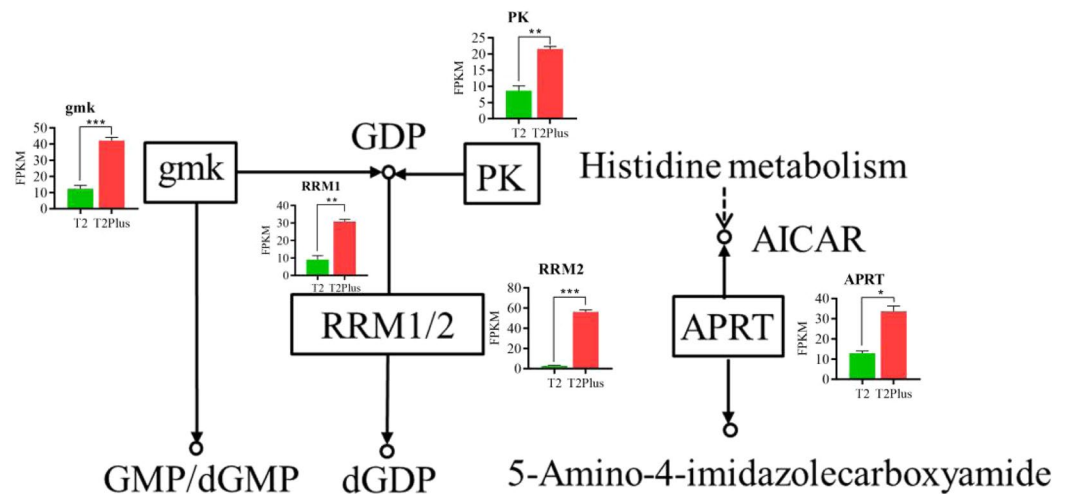 PK
FPKM
25
20
15
10
5
0
**
T2 T2Plus
gmk
FPKM
50
40
30
20
10
0
***
T2 T2Plus
gmk
GDP
PK
Histidine metabolism
RRM1
FPKM
40
30
20
10
0
**
T2 T2Plus
AICAR
RRM2
FPKM
80
60
40
20
0
***
T2 T2Plus
RRM1/2
APRT
APRT
FPKM
40
30
20
10
0
*
T2 T2Plus
GMP/dGMP
dGDP
5-Amino-4-imidazolecarboxyamide